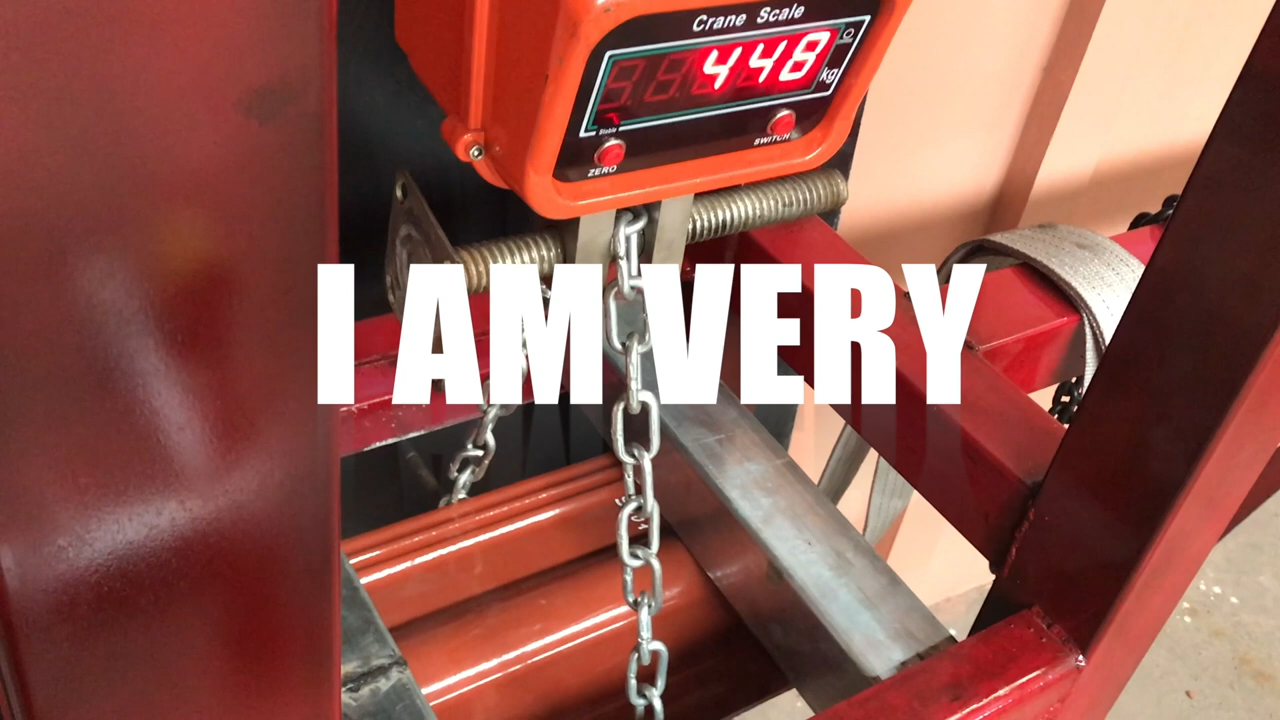 Crane Scale
448
kg
Stable
ZERO
SWITCH
I AM VERY